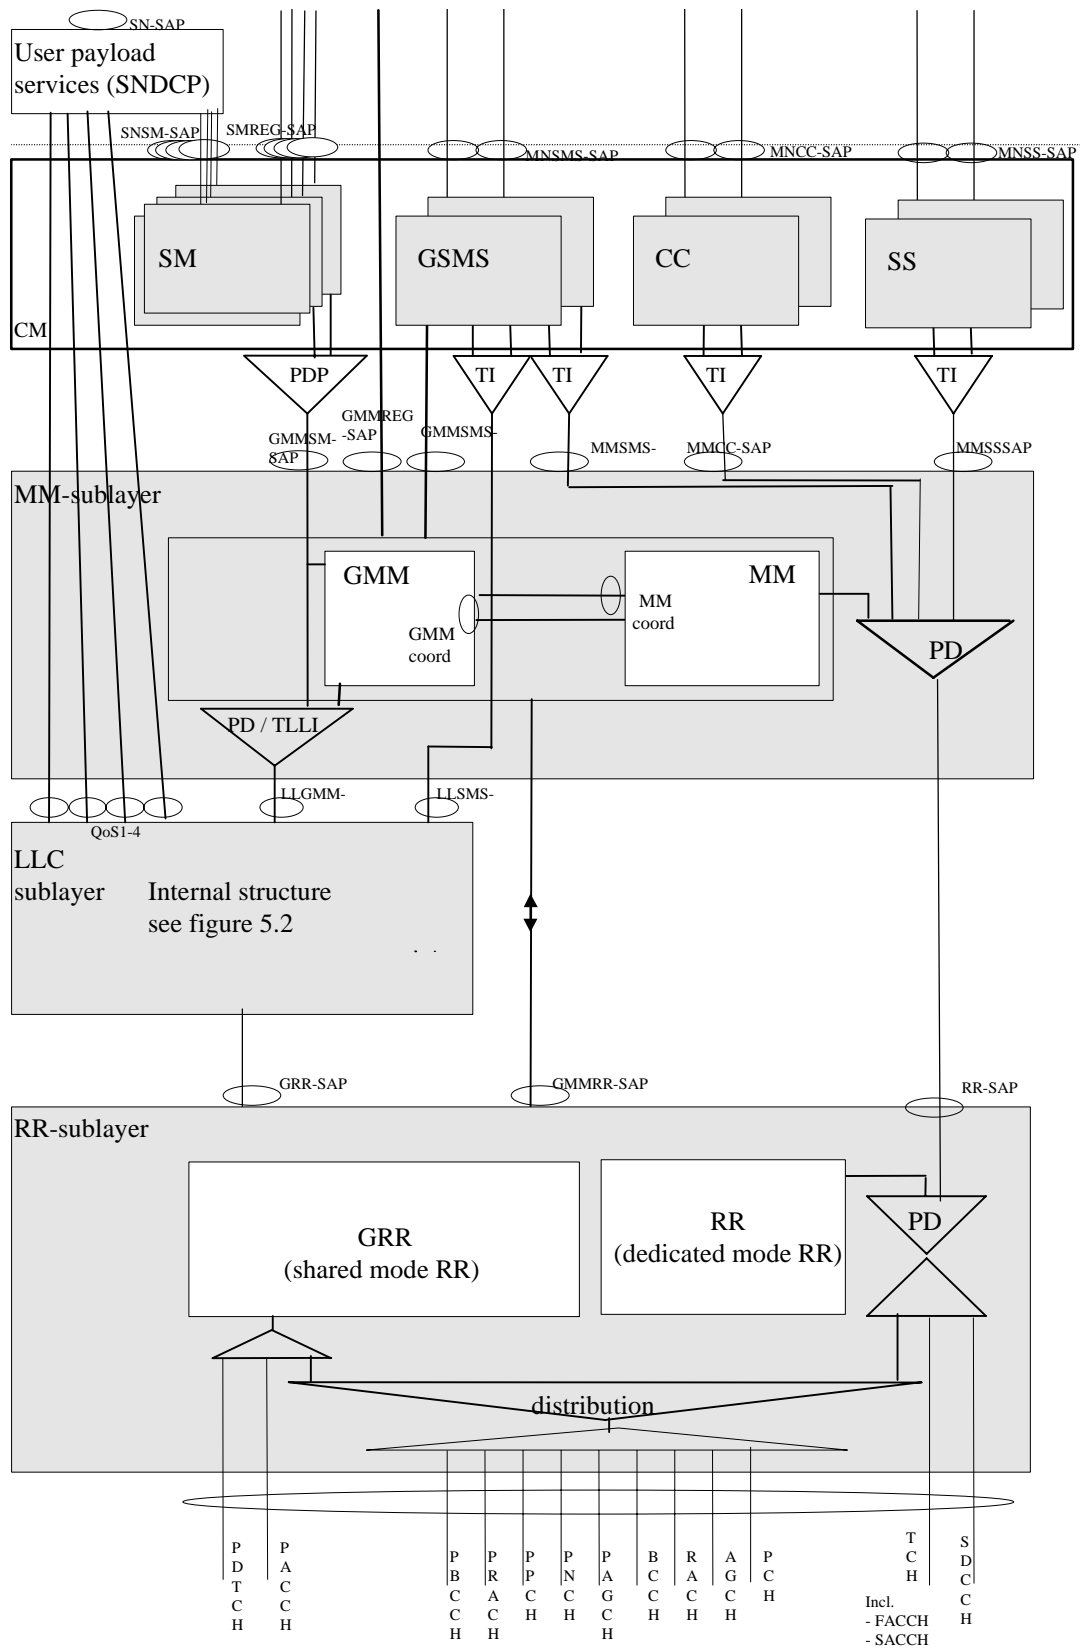 SN-SAP
User payload
services (SNDCP)
SNSM-SAP
SMREG-SAP
MNSMS-SAP
MNCC-SAP
MNSS-SAP
SM
GSMS
CC
SS
CM
PDP
TI
TI
TI
TI
GMMSM-
SAP
GMMREG
-SAP
GMMSMS-
MMSMS-
MMCC-SAP
MMSSSAP
MM-sublayer
GMM
MM
GMM
coord
MM
coord
PD
PD / TLLI
LLGMM-
LLSMS-
QoS1-4
LLC
sublayer
Internal structure
see figure 5.2
GRR-SAP
GMMRR-SAP
RR-SAP
RR-sublayer
GRR
(shared mode RR)
RR
(dedicated mode RR)
PD
distribution
PDTCH
PACCH
PBCCH
PRACH
PPCH
PNCH
PAGCH
BCCH
RACH
AGCH
PCH
TCH
Incl.
- FACCH
- SACCH
SDCCH